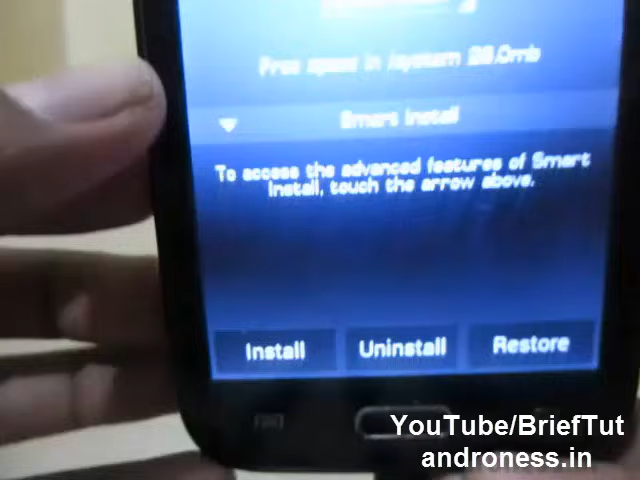 Free space in /system 28.0mb
Smart Install
To access the advanced features of Smart
Install, touch the arrow above.
Install
Uninstall
Restore
YouTube/BriefTut
androness.in